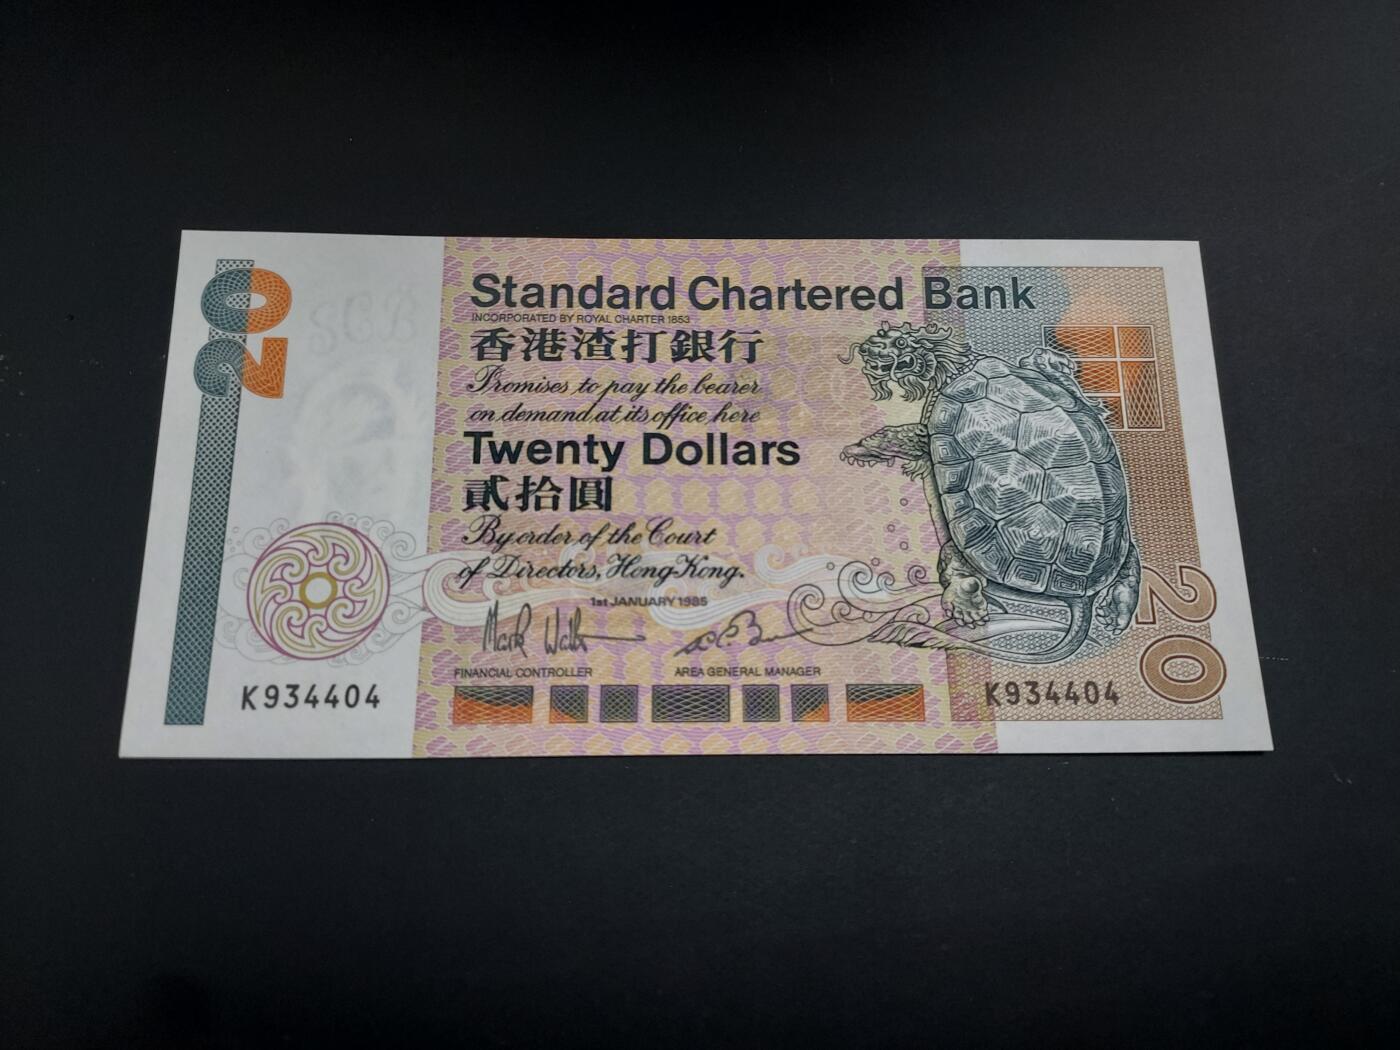 20
Standard Chartered Bank
INCORPORATED BY ROYAL CHARTER 1853
香港渣打銀行
Promises to pay the bearer
on demand at its office here
Twenty Dollars
貳拾圓
By order of the Court
of Directors, Hong Kong.
1st JANUARY 1985
FINANCIAL CONTROLLER
AREA GENERAL MANAGER
K934404
K934404
20